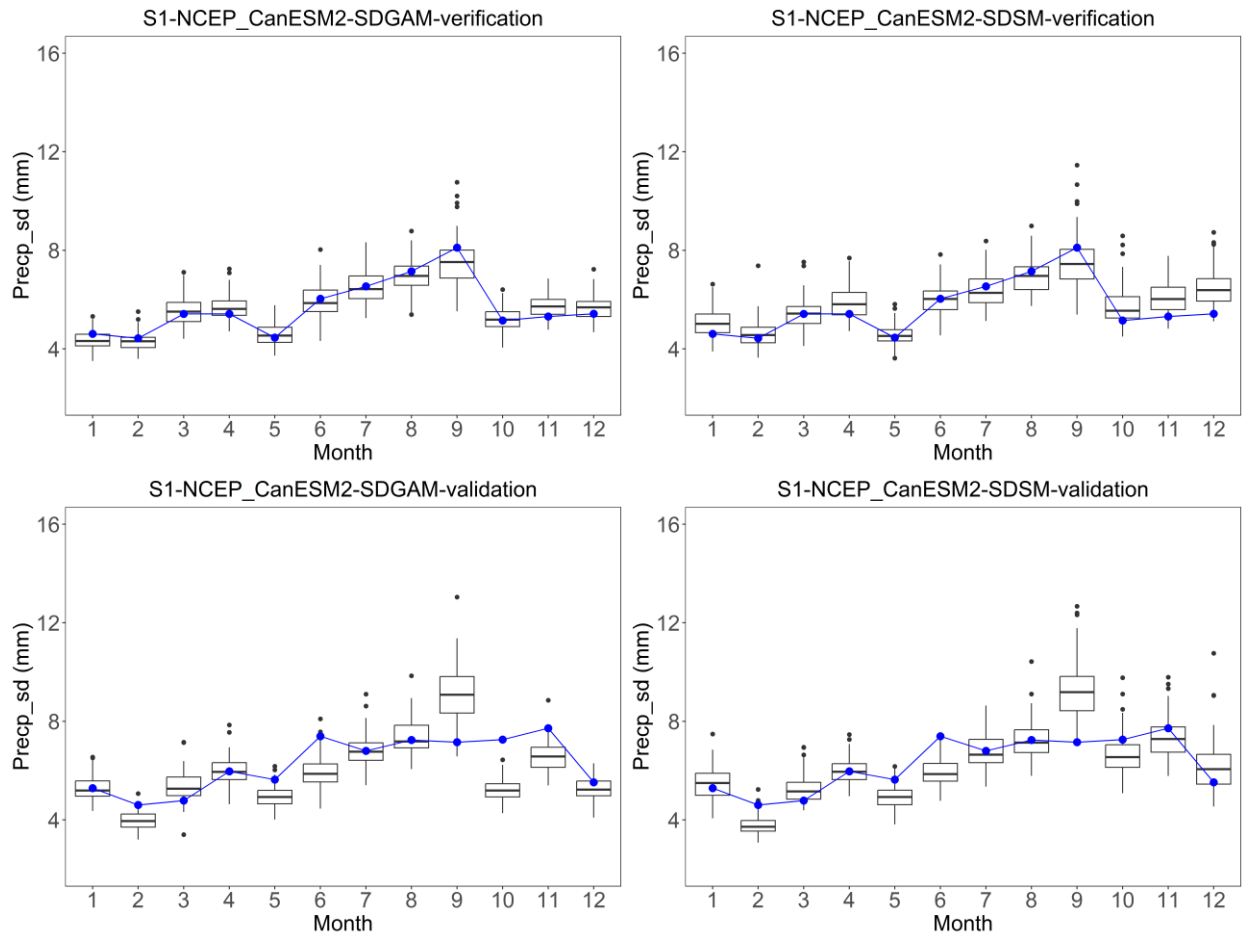 S1-NCEP_CanESM2-SDGAM-verification
Precp_sd (mm)
16
12
8
4
1 2 3 4 5 6 7 8 9 10 11 12
Month
S1-NCEP_CanESM2-SDSM-verification
Precp_sd (mm)
16
12
8
4
1 2 3 4 5 6 7 8 9 10 11 12
Month
S1-NCEP_CanESM2-SDGAM-validation
Precp_sd (mm)
16
12
8
4
1 2 3 4 5 6 7 8 9 10 11 12
Month
S1-NCEP_CanESM2-SDSM-validation
Precp_sd (mm)
16
12
8
4
1 2 3 4 5 6 7 8 9 10 11 12
Month